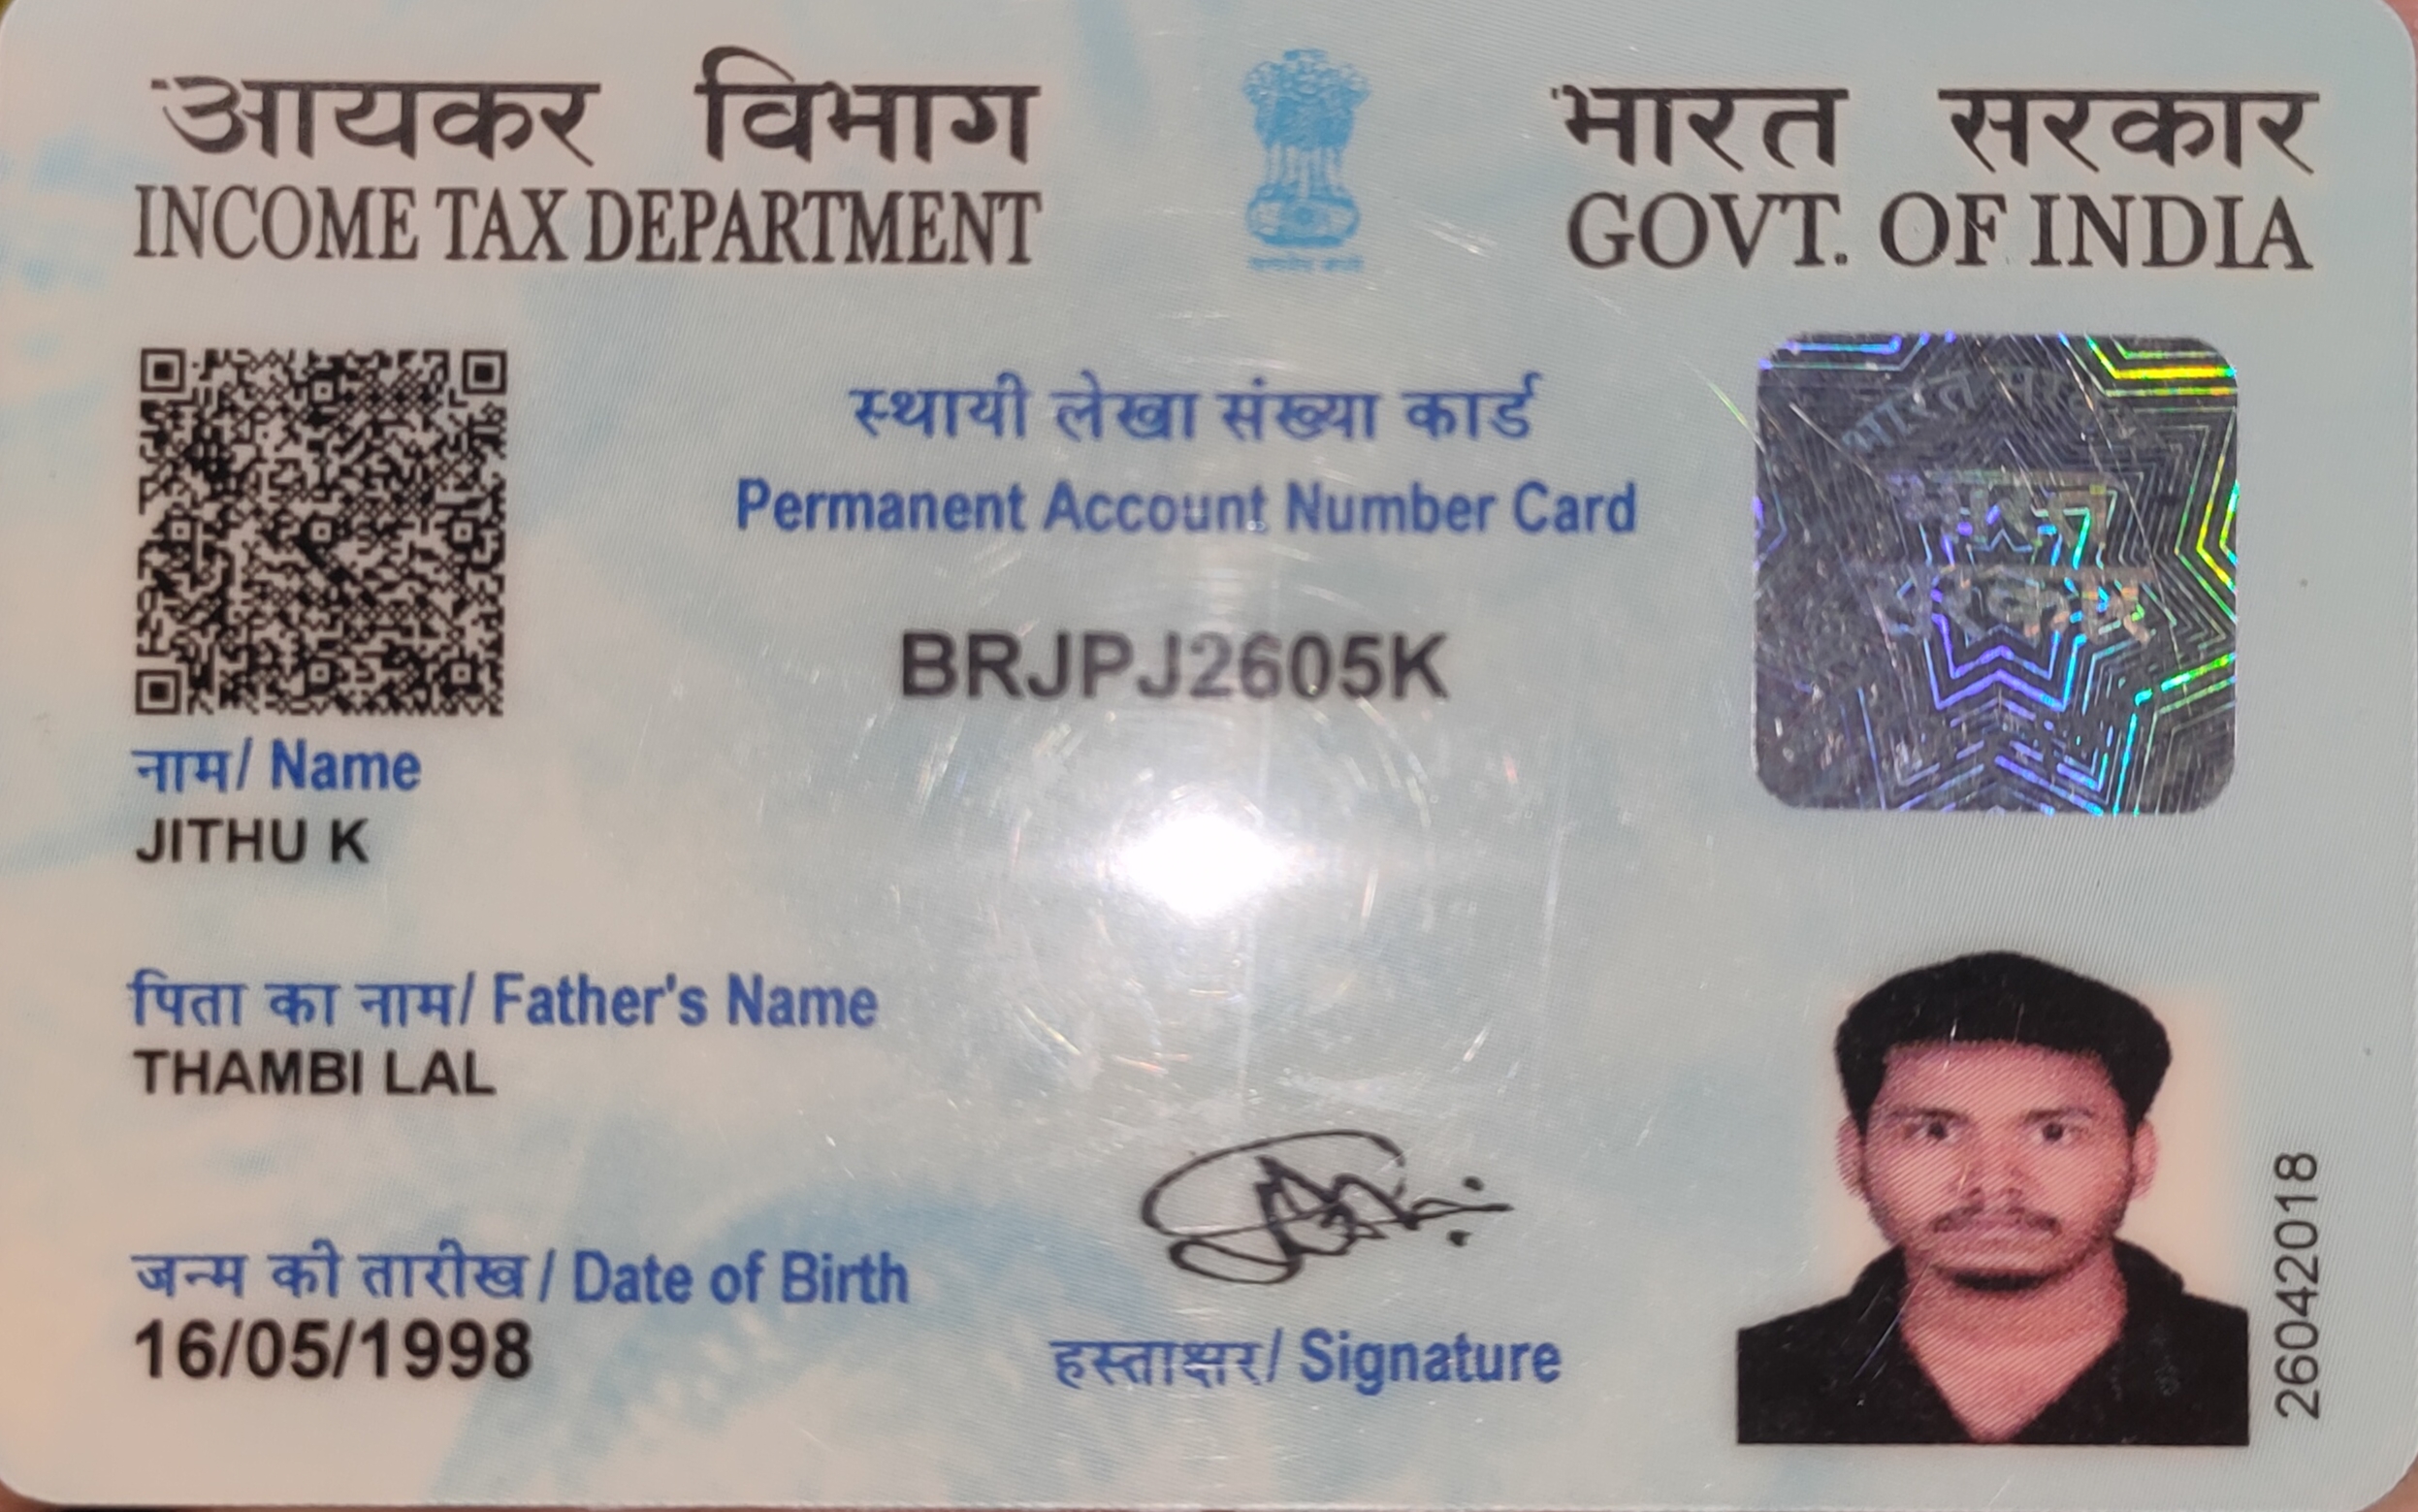 आयकर विभाग
INCOME TAX DEPARTMENT
भारत सरकार
GOVT. OF INDIA
स्थायी लेखा संख्या कार्ड
Permanent Account Number Card
BRJPJ2605K
नाम/ Name
JITHU K
पिता का नाम/ Father's Name
THAMBI LAL
जन्म की तारीख/ Date of Birth
16/05/1998
हस्ताक्षर/ Signature
26042018